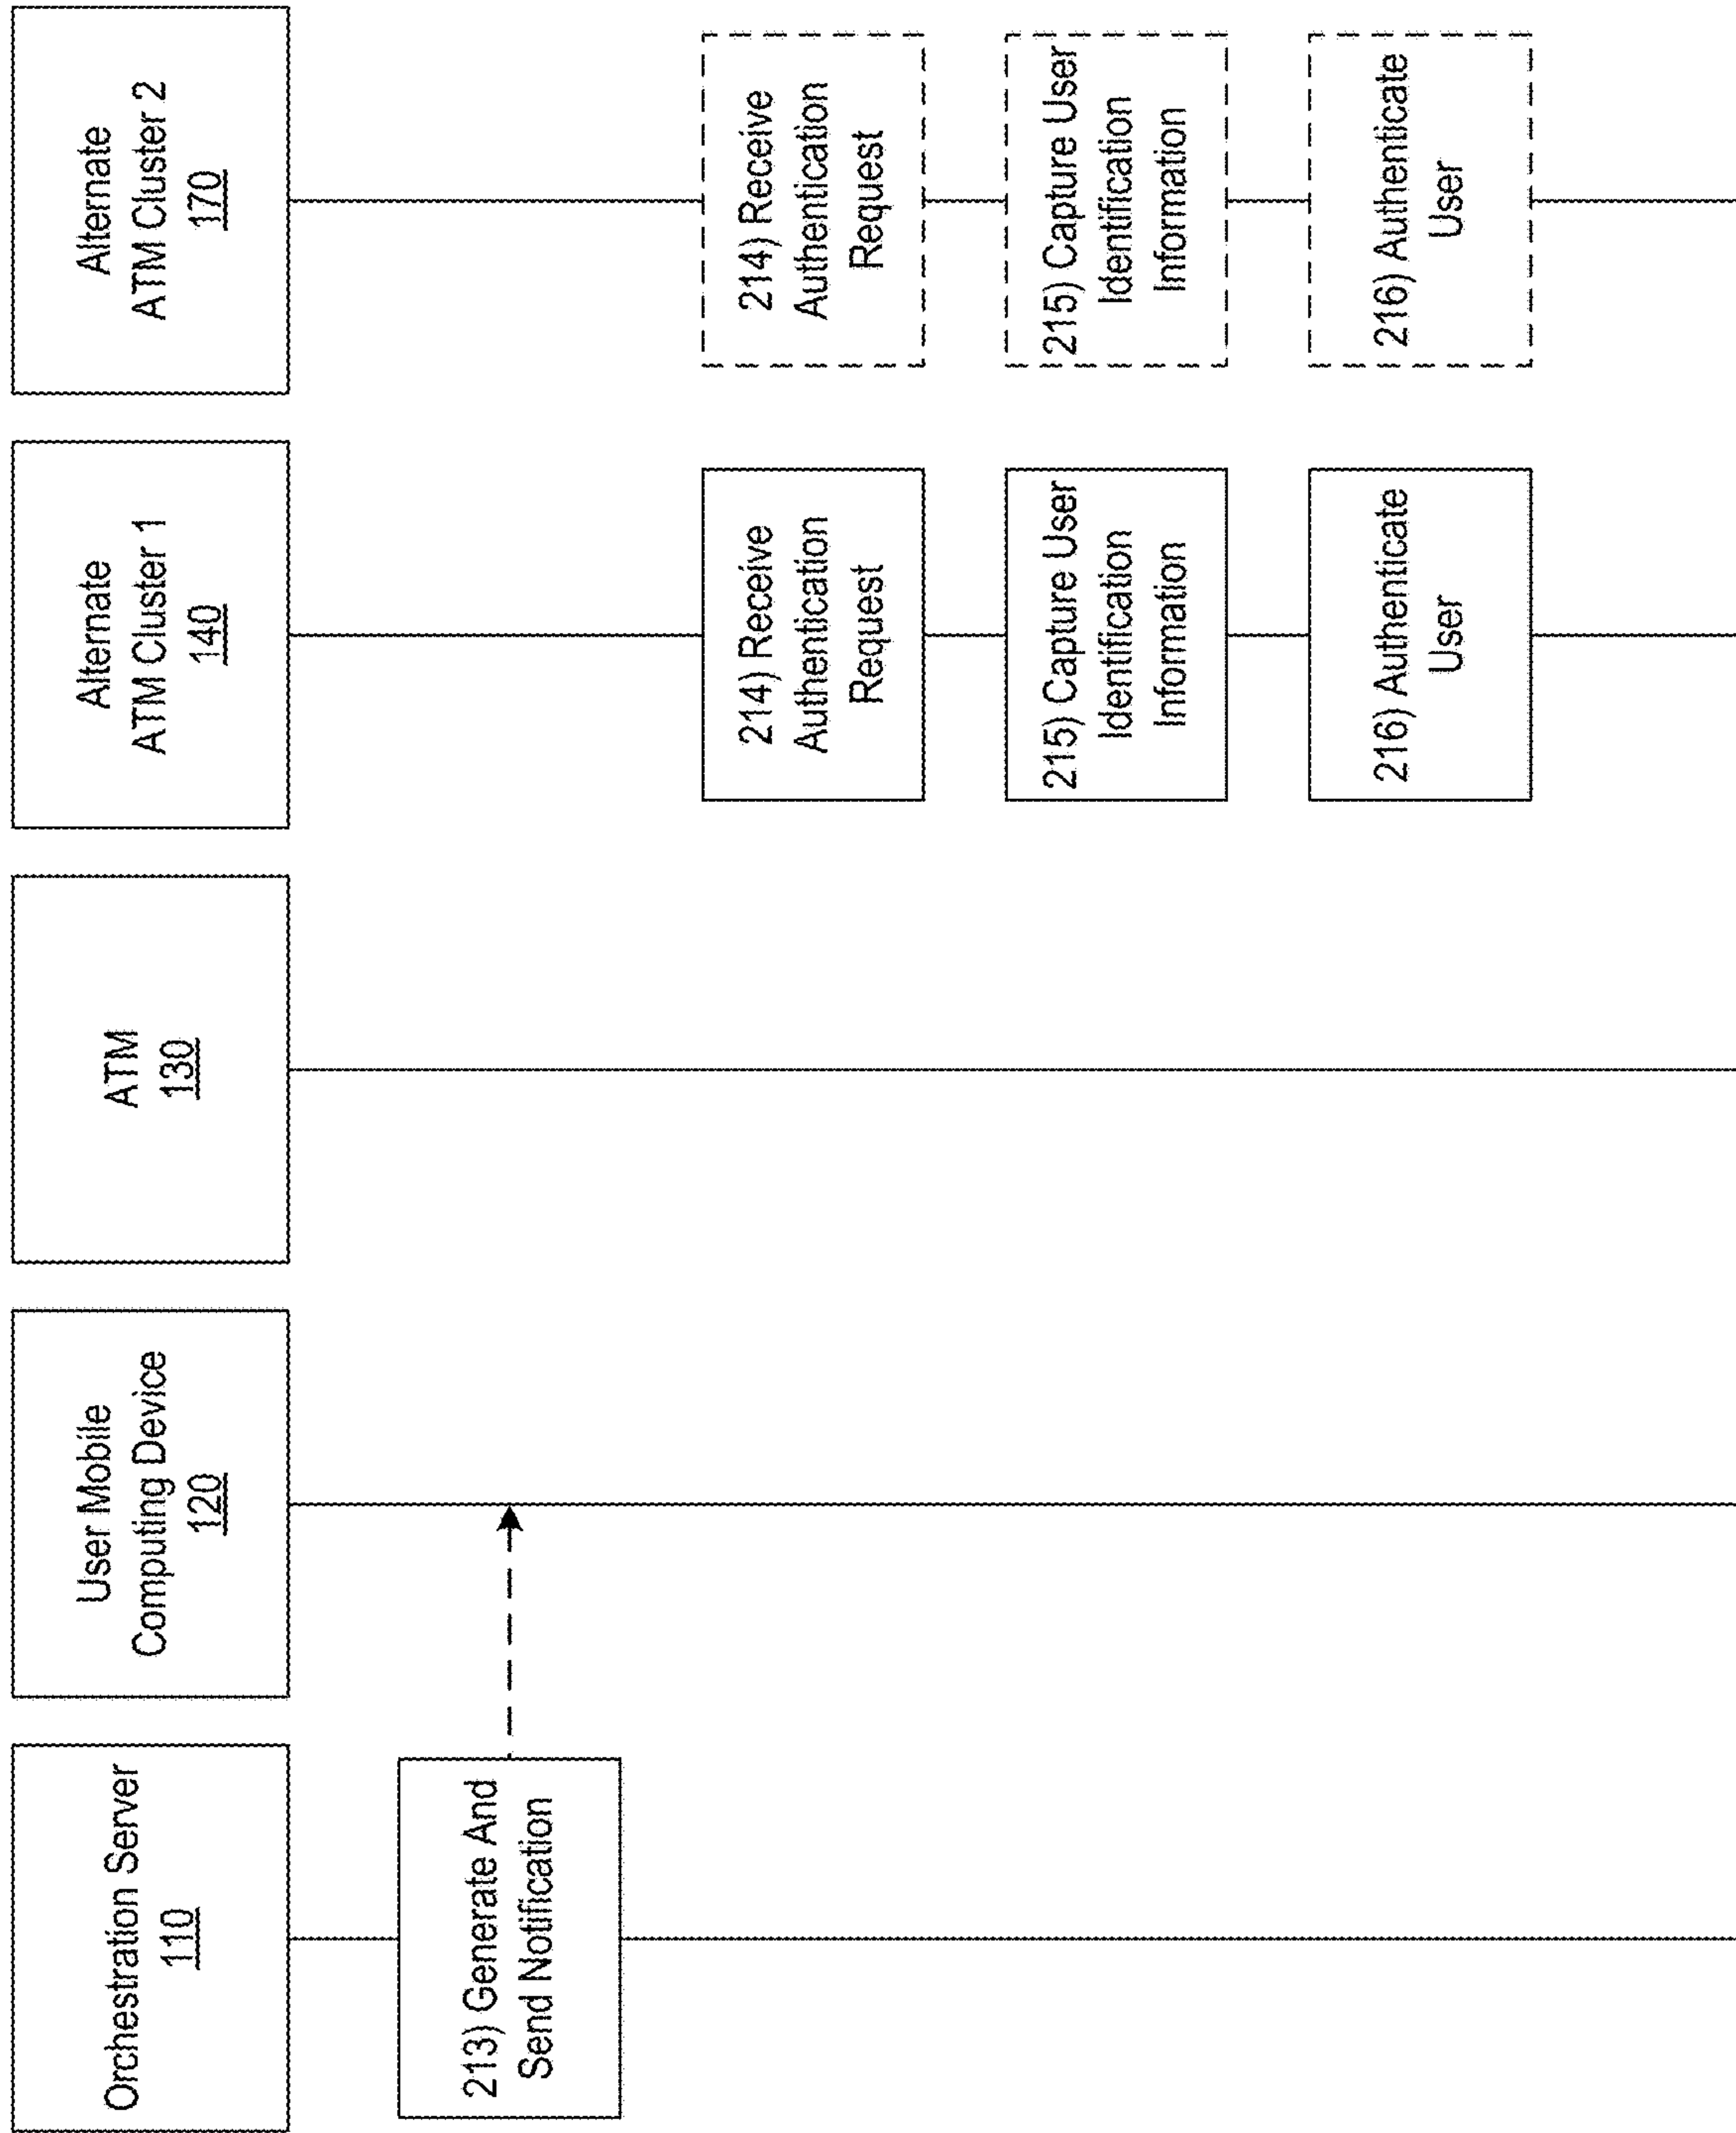 Orchestration Server
110
User Mobile
Computing Device
120
ATM
130
Alternate
ATM Cluster 1
140
Alternate
ATM Cluster 2
170
213) Generate And
Send Notification
214) Receive
Authentication
Request
214) Receive
Authentication
Request
215) Capture User
Identification
Information
215) Capture User
Identification
Information
216) Authenticate
User
216) Authenticate
User